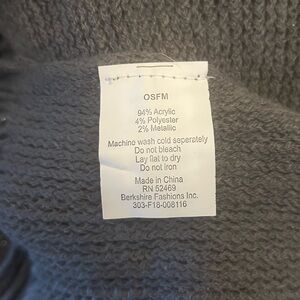 OSFM
94% Acrylic
4% Polyester
2% Metallic
Machine wash cold seperately
Do not bleach
Lay flat to dry
Do not iron
Made in China
RN 52469
Berkshire Fashions Inc.
303-F18-008116